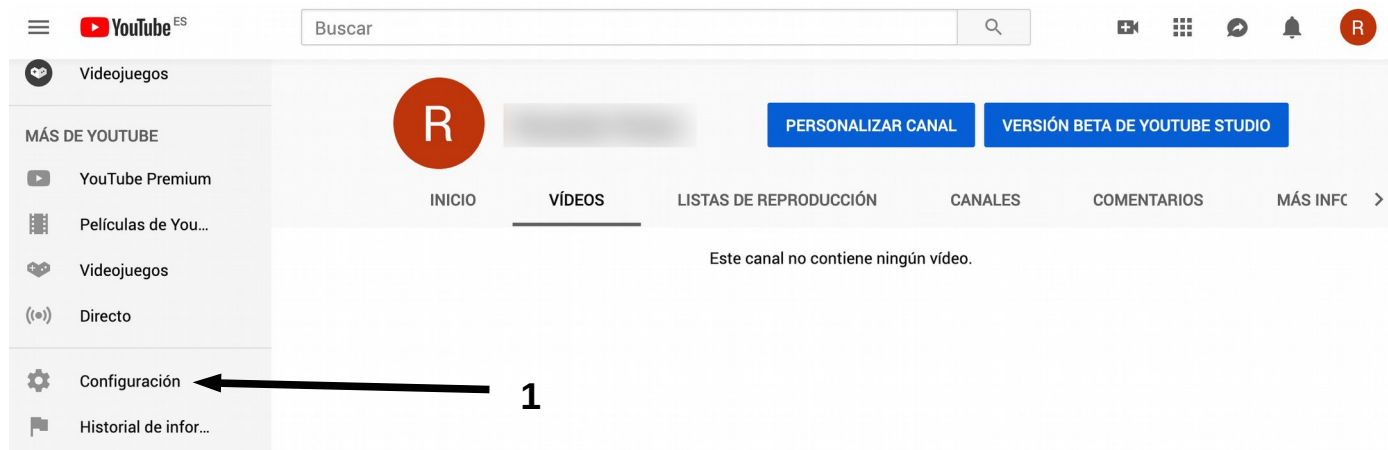 YouTube ES
Buscar
R
Videojuegos
MÁS DE YOUTUBE
YouTube Premium
Películas de You...
Videojuegos
Directo
Configuración
Historial de infor...
R
PERSONALIZAR CANAL
VERSIÓN BETA DE YOUTUBE STUDIO
INICIO VÍDEOS LISTAS DE REPRODUCCIÓN CANALES COMENTARIOS MÁS INFC
Este canal no contiene ningún vídeo.
1